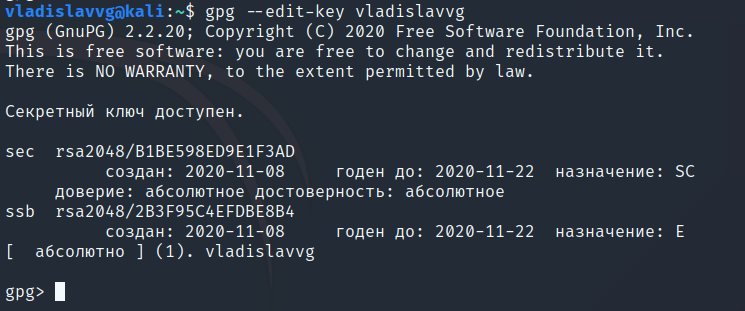 vladislavvg@kali:~$ gpg --edit-key vladislavvg
gpg (GnuPG) 2.2.20; Copyright (C) 2020 Free Software Foundation, Inc.
This is free software: you are free to change and redistribute it.
There is NO WARRANTY, to the extent permitted by law.
Секретный ключ доступен.
sec  rsa2048/B1BE598ED9E1F3AD
создан: 2020-11-08     годен до: 2020-11-22  назначение: SC
доверие: абсолютное достоверность: абсолютное
ssb  rsa2048/2B3F95C4EFDBE8B4
создан: 2020-11-08     годен до: 2020-11-22  назначение: E
[  абсолютно ] (1). vladislavvg
gpg>